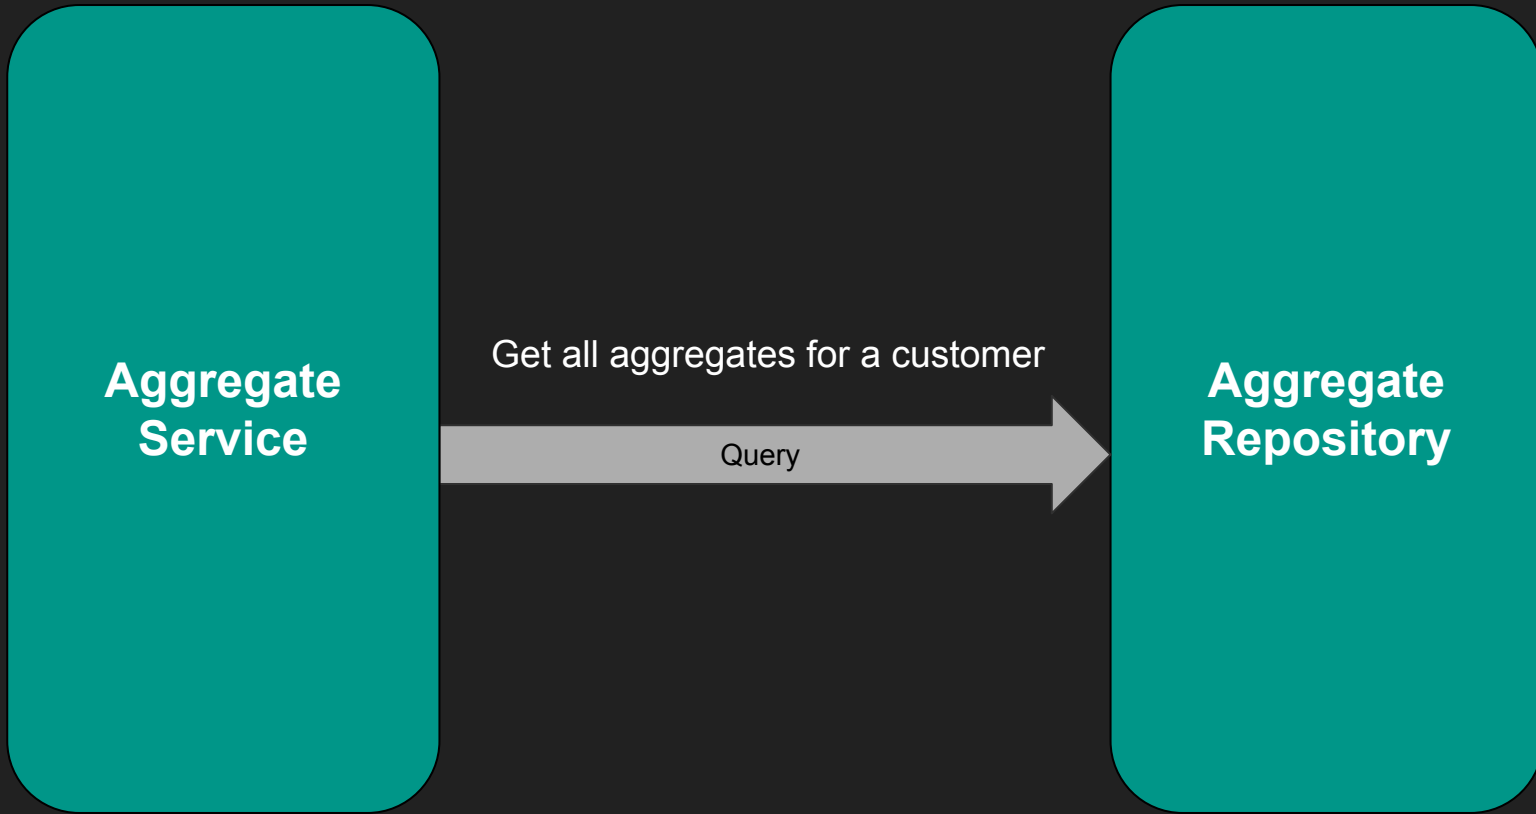 Aggregate
Service
Get all aggregates for a customer
Query
Aggregate
Repository